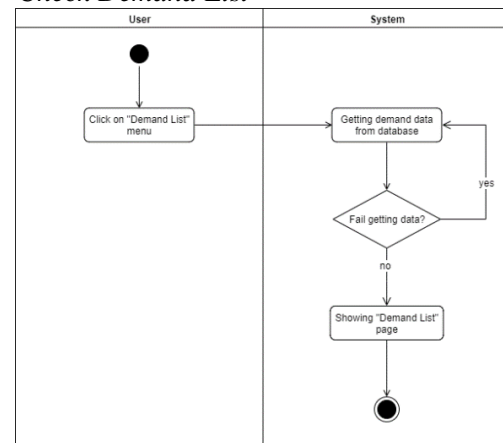 Check Demand List
User
System
Click on "Demand List"
menu
Getting demand data
from database
yes
Fail getting data?
no
Showing "Demand List"
page